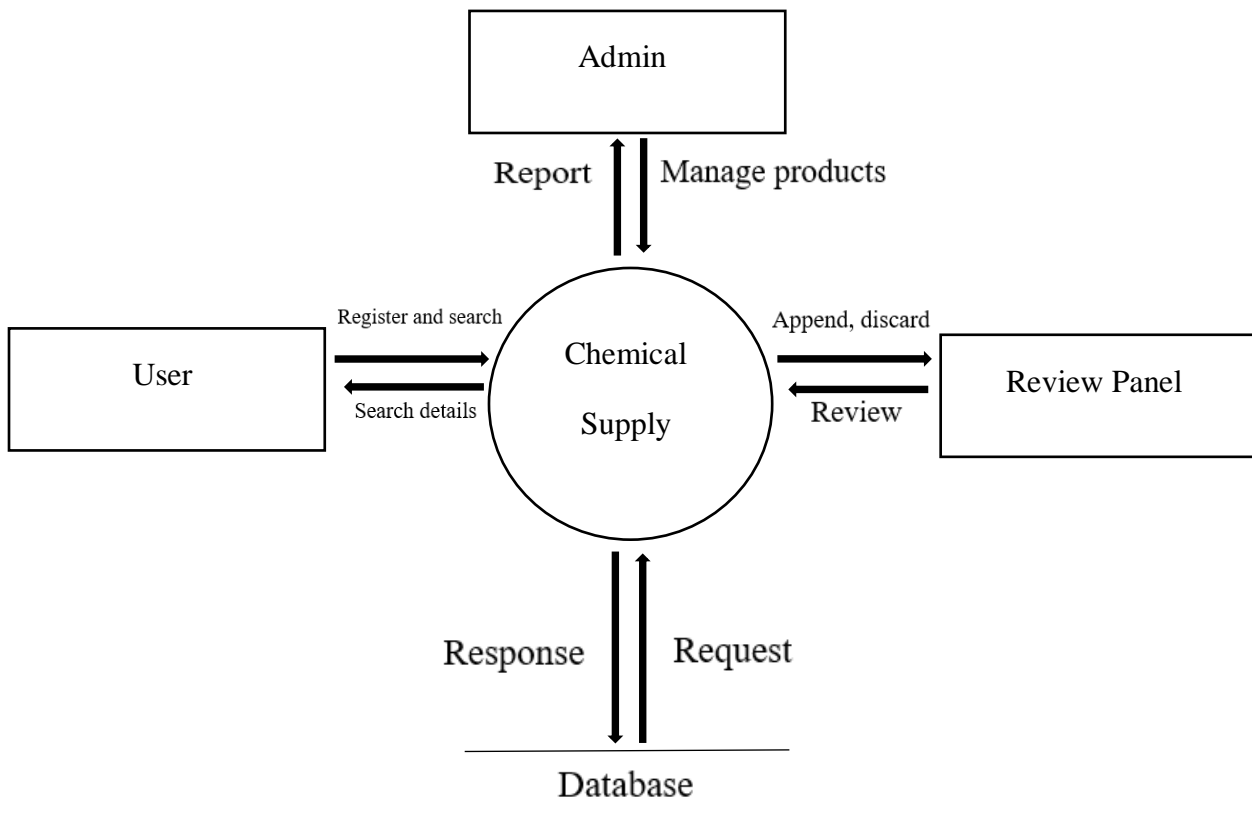 Admin
Report
Manage products
Register and search
Append, discard
Chemical
Supply
User
Review Panel
Search details
Review
Response
Request
Database